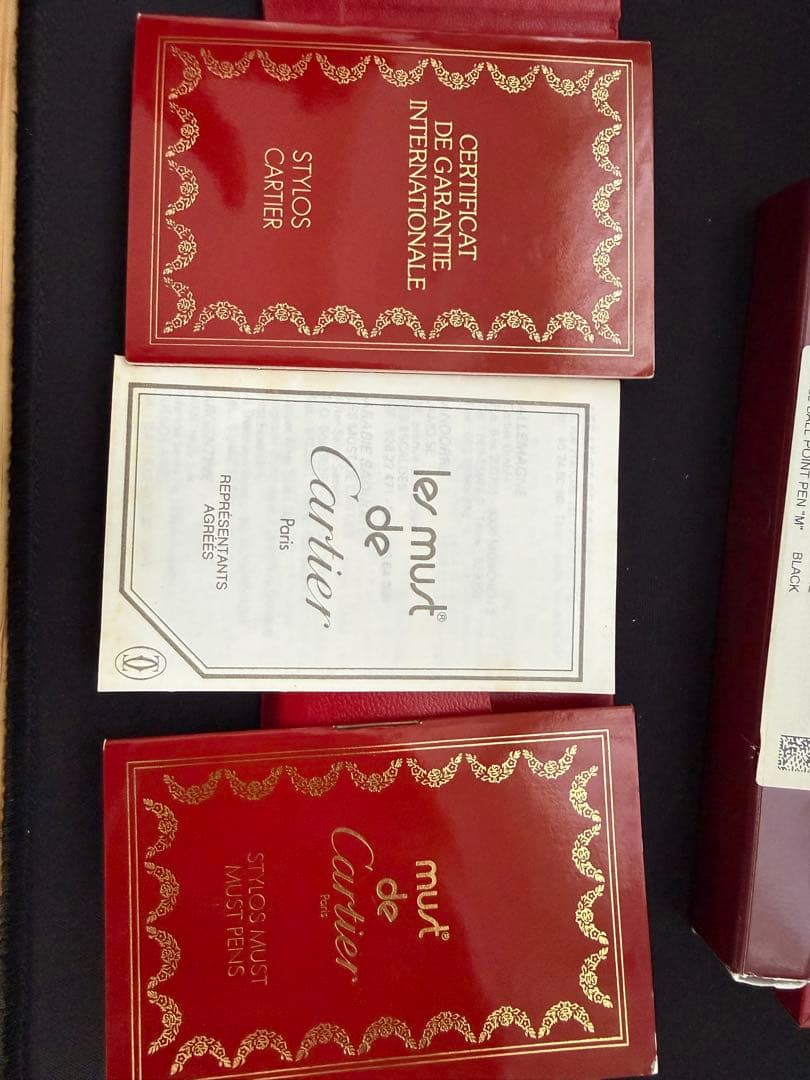 CERTIFICAT
DE GARANTIE
INTERNATIONALE
STYLOS
CARTIER
les must®
de
Cartier
Paris
REPRÉSENTANTS
AGRÉÉS
must®
de
Cartier
Paris
STYLOS MUST
MUST PENS
BALL POINT PEN "M" BLACK